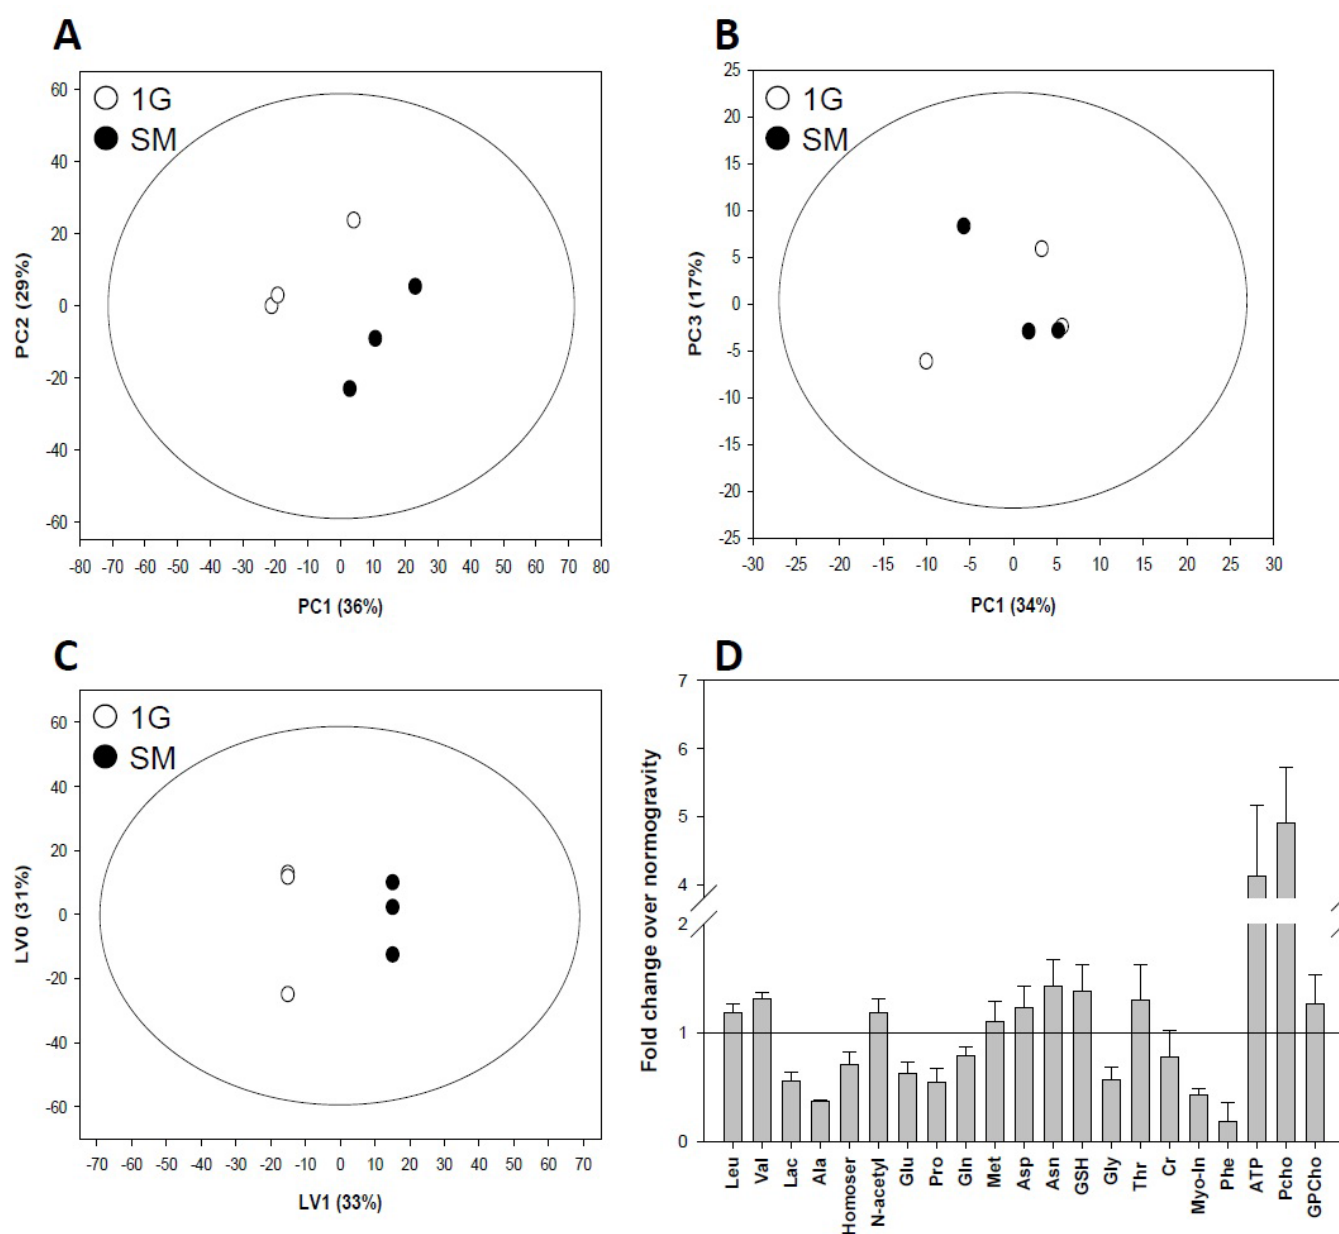 A
1G
SM
60
40
20
0
-20
-40
-60
PC2 (29%)
-80 -70 -60 -50 -40 -30 -20 -10 0 10 20 30 40 50 60 70 80
PC1 (36%)
B
1G
SM
25
20
15
10
5
0
-5
-10
-15
-20
-25
PC3 (17%)
-30 -25 -20 -15 -10 -5 0 5 10 15 20 25 30
PC1 (34%)
C
1G
SM
60
40
20
0
-20
-40
-60
LV0 (31%)
-70 -60 -50 -40 -30 -20 -10 0 10 20 30 40 50 60 70
LV1 (33%)
D
7
6
5
4
2
1
0
Fold change over normogravity
Leu
Val
Lac
Ala
Homoser
N-acetyl
Glu
Pro
Gln
Met
Asp
Asn
GSH
Gly
Thr
Cr
Myo-In
Phe
ATP
Pcho
GPCho